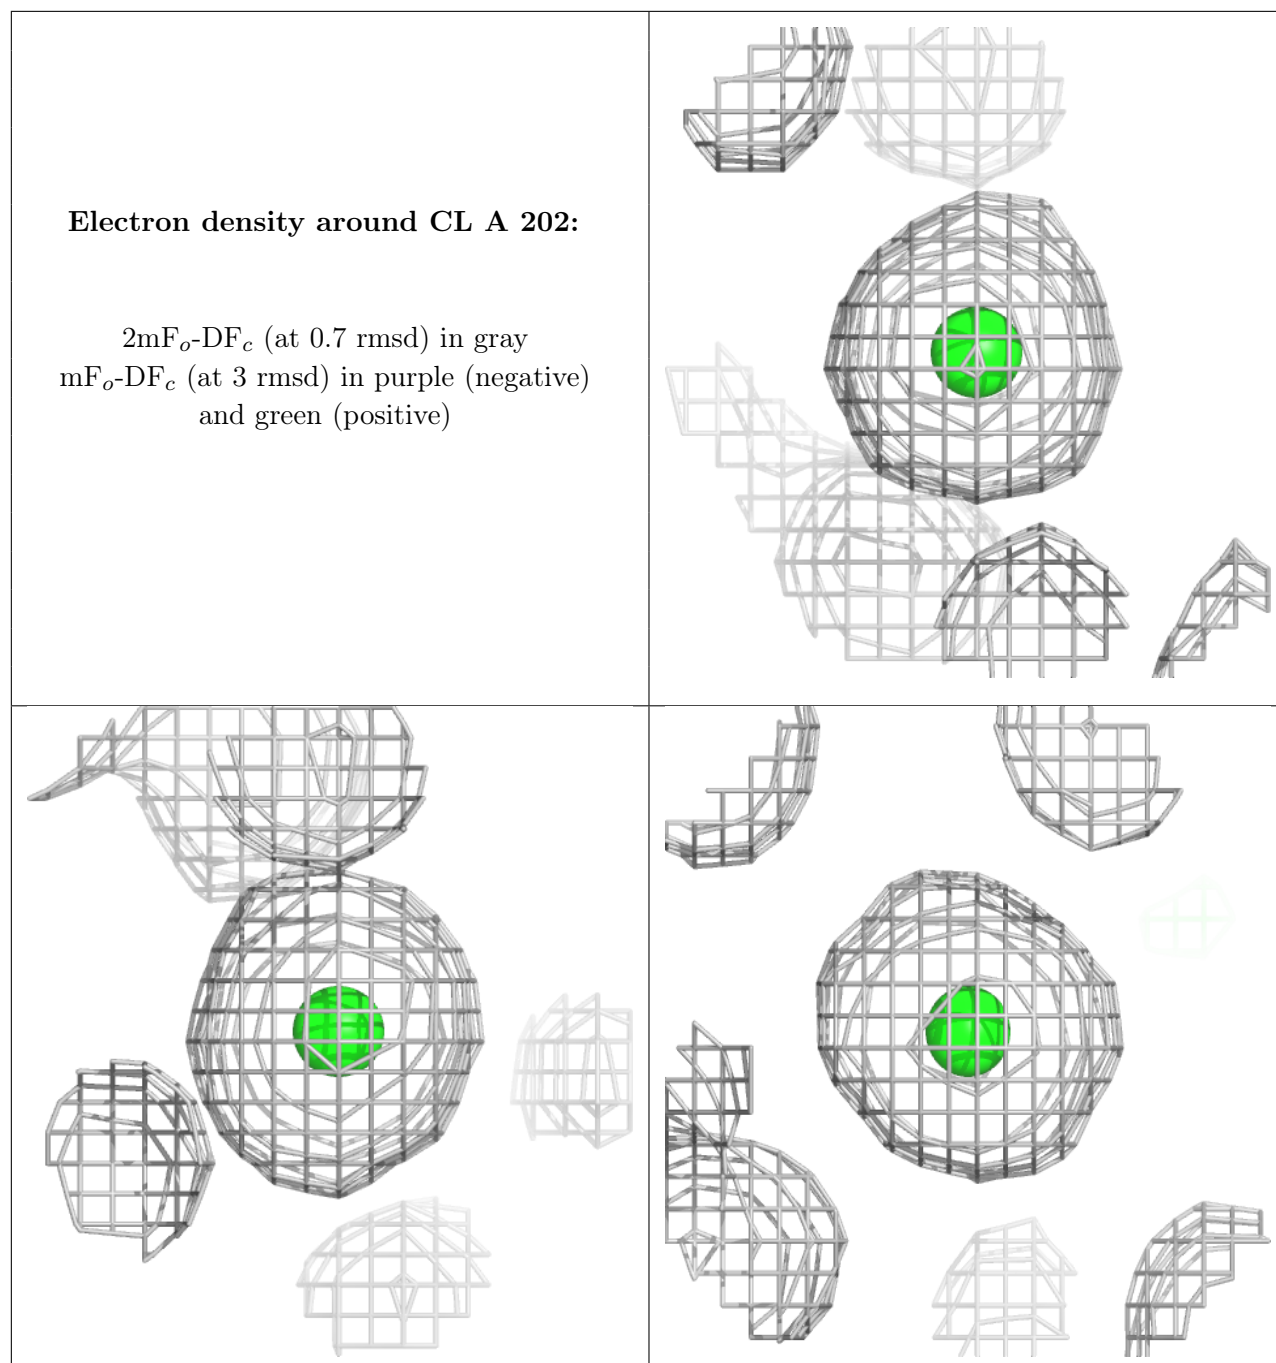 Electron density around CL A 202:
2mFₒ-DF𝒸 (at 0.7 rmsd) in gray
mFₒ-DF𝒸 (at 3 rmsd) in purple (negative)
and green (positive)